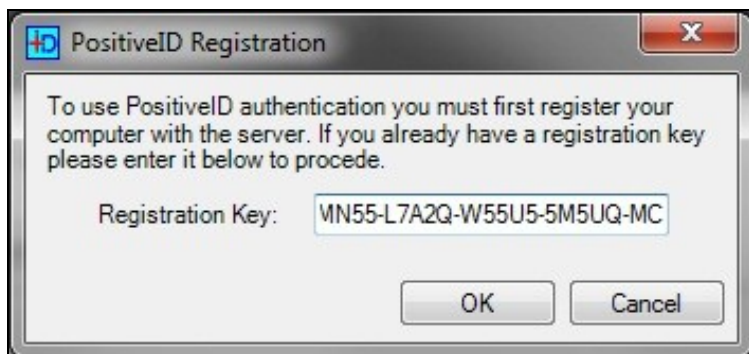 PositiveID Registration
To use PositiveID authentication you must first register your
computer with the server. If you already have a registration key
please enter it below to procede.
Registration Key: MN55-L7A2Q-W55U5-5M5UQ-MC
OK Cancel